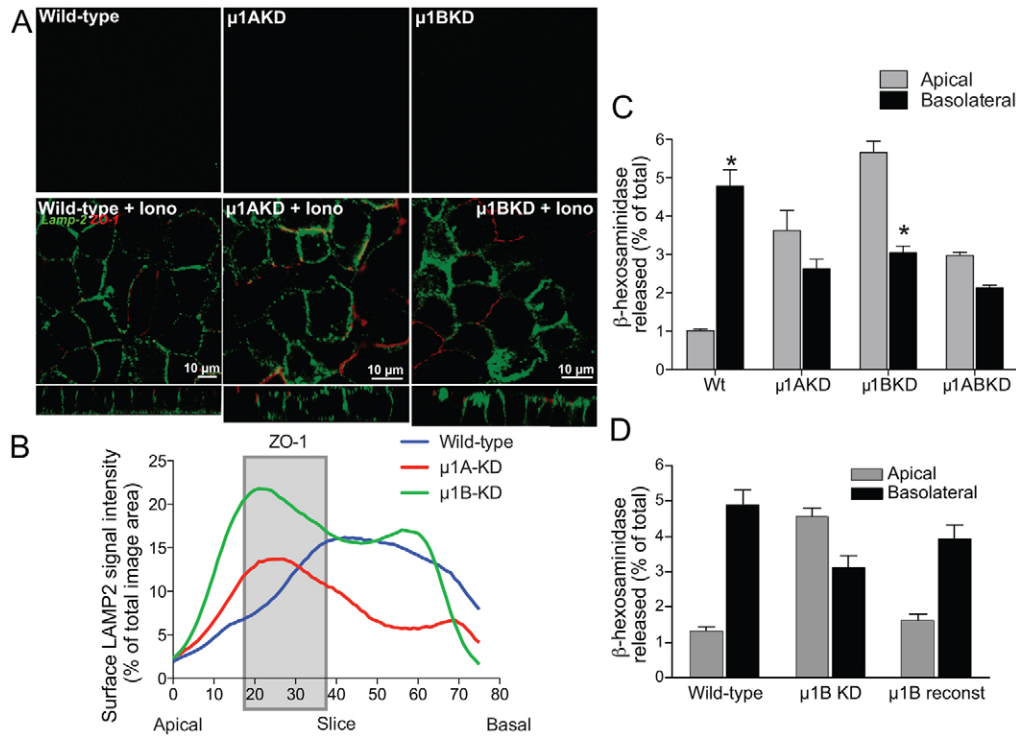 A
Wild-type
μ1AKD
μ1BKD
Wild-type + Iono
Lamp-2 ZO-1
μ1AKD + Iono
μ1BKD + Iono
10 μm
10 μm
10 μm
B
ZO-1
Wild-type
μ1A-KD
μ1B-KD
Surface LAMP2 signal intensity
(% of total image area)
25
20
15
10
5
0
0 10 20 30 40 50 60 70 80
Apical Slice Basal
C
Apical
Basolateral
β-hexosaminidase
released (% of total)
6
5
4
3
2
1
0
* *
Wt μ1AKD μ1BKD μ1ABKD
D
Apical
Basolateral
β-hexosaminidase
released (% of total)
6
5
4
3
2
1
0
Wild-type μ1B KD μ1B reconst